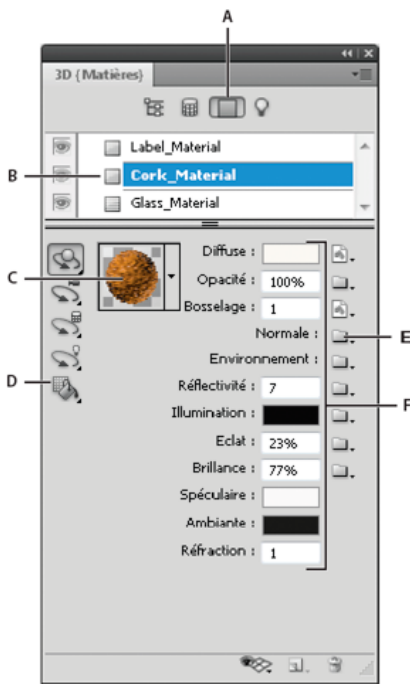 A
3D {Matières}
Label_Material
B
Cork_Material
Glass_Material
C
Diffuse :
Opacité : 100%
Bosselage : 1
Normale :
E
Environnement :
D
Réflectivité : 7
F
Illumination :
Eclat : 23%
Brillance : 77%
Spéculaire :
Ambiante :
Réfraction : 1